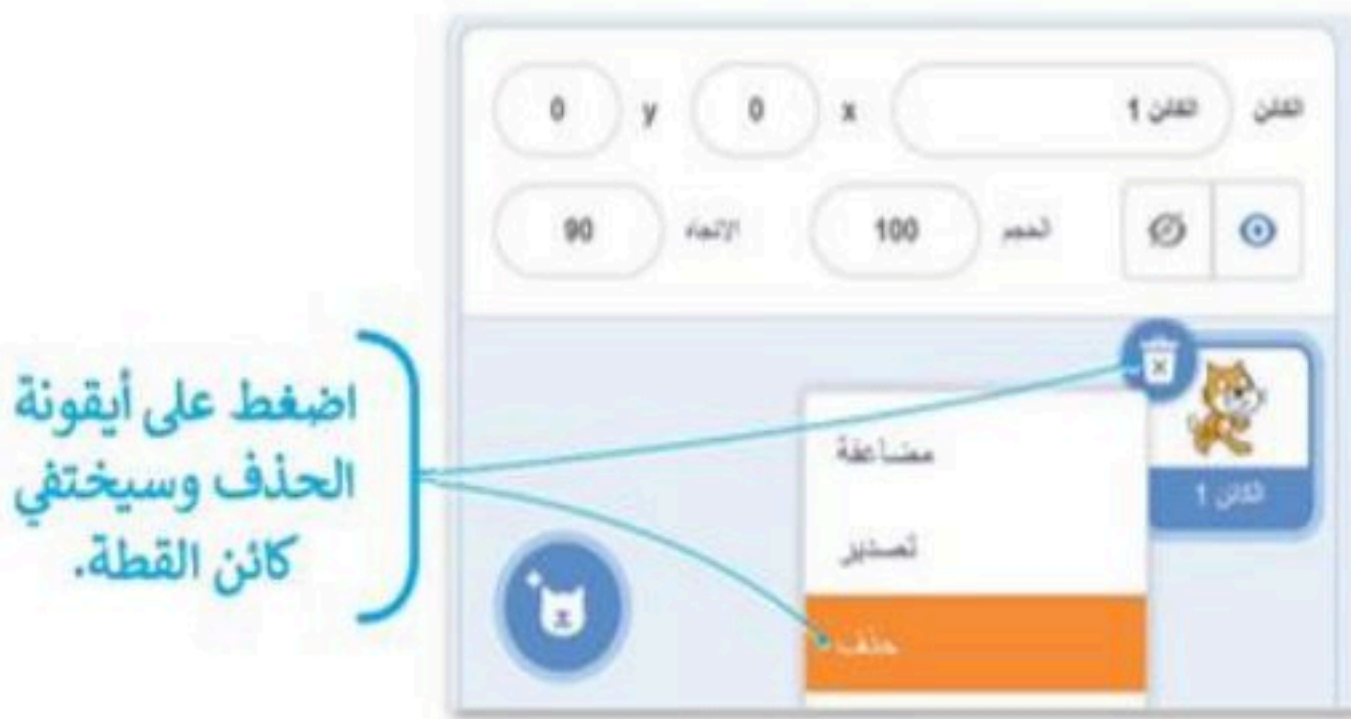 الكائن الكائن 1 x 0 y 0
الحجم 100 الاتجاه 90
الكائن 1
مضاعفة
تصدير
حذف
اضغط على أيقونة
الحذف وسيختفي
كائن القطة.